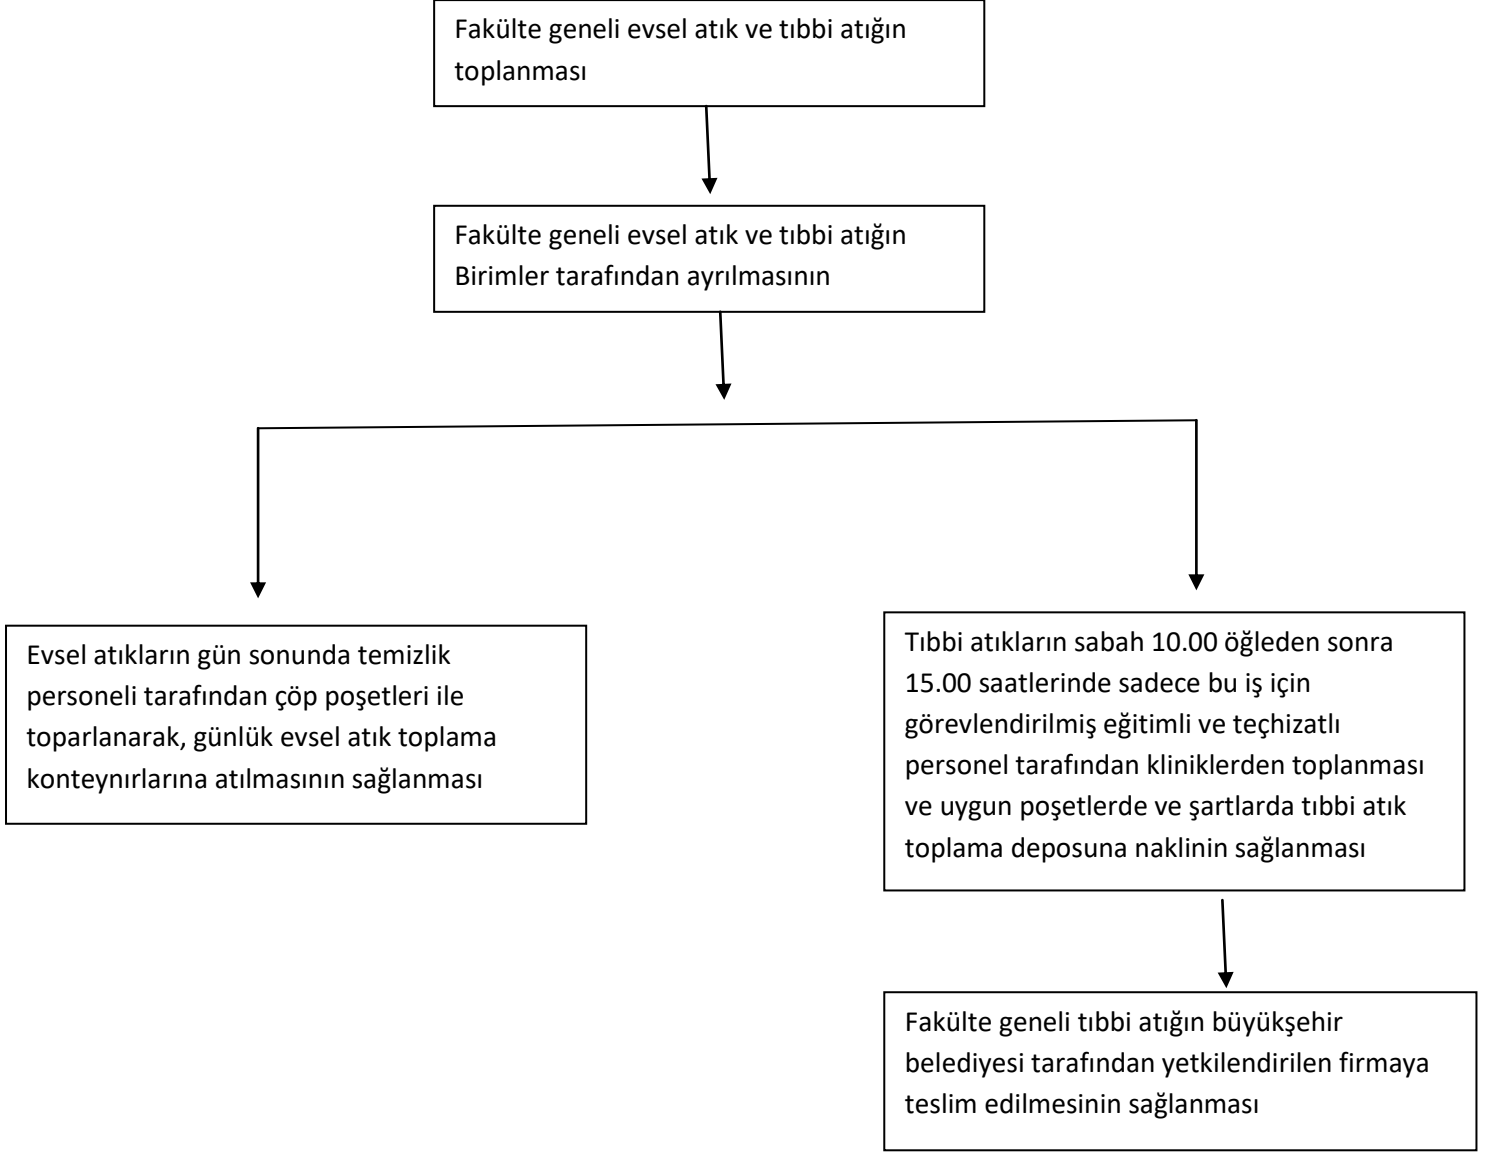 Fakülte geneli evsel atık ve tıbbi atığın
toplanması
Fakülte geneli evsel atık ve tıbbi atığın
Birimler tarafından ayrılmasının
Evsel atıkların gün sonunda temizlik
personeli tarafından çöp poşetleri ile
toparlanarak, günlük evsel atık toplama
konteynırlarına atılmasının sağlanması
Tıbbi atıkların sabah 10.00 öğleden sonra
15.00 saatlerinde sadece bu iş için
görevlendirilmiş eğitimli ve teçhizatlı
personel tarafından kliniklerden toplanması
ve uygun poşetlerde ve şartlarda tıbbi atık
toplama deposuna naklinin sağlanması
Fakülte geneli tıbbi atığın büyükşehir
belediyesi tarafından yetkilendirilen firmaya
teslim edilmesinin sağlanması